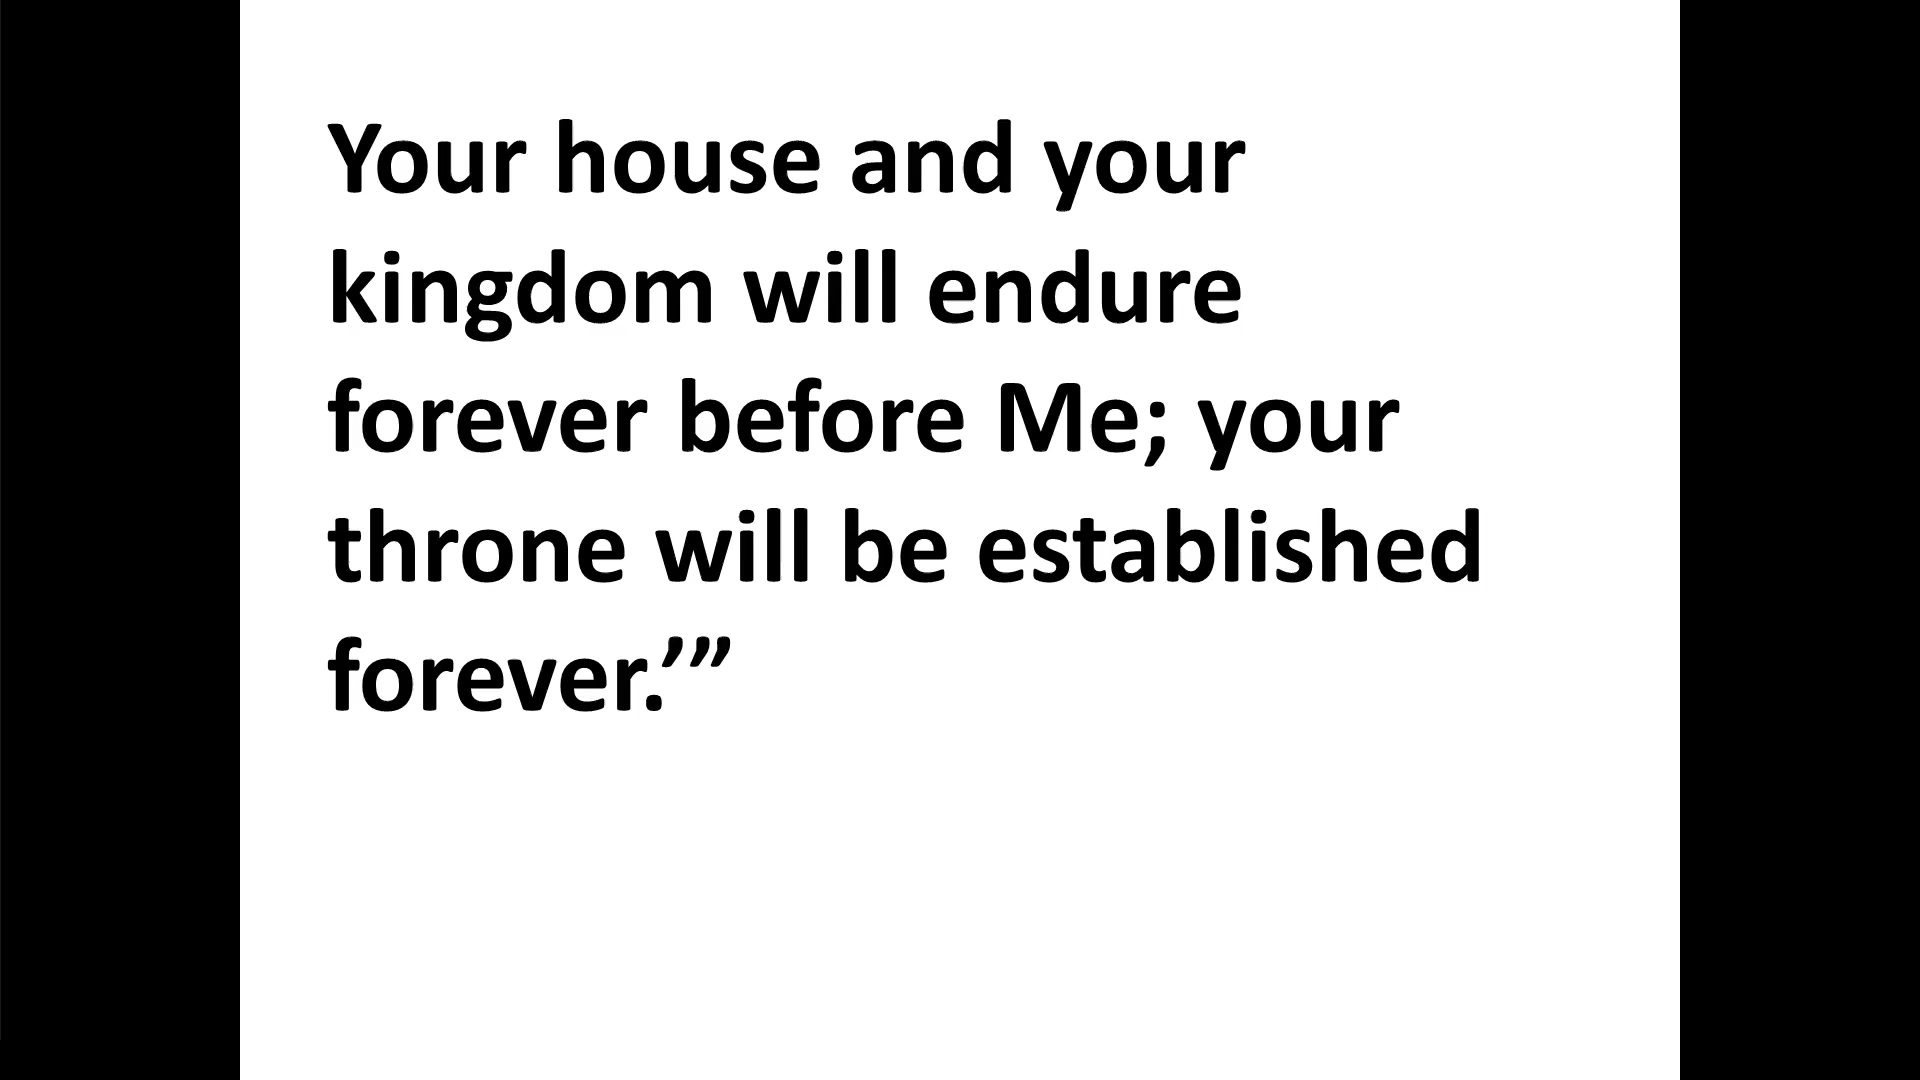 Your house and your
kingdom will endure
forever before Me; your
throne will be established
forever.’”